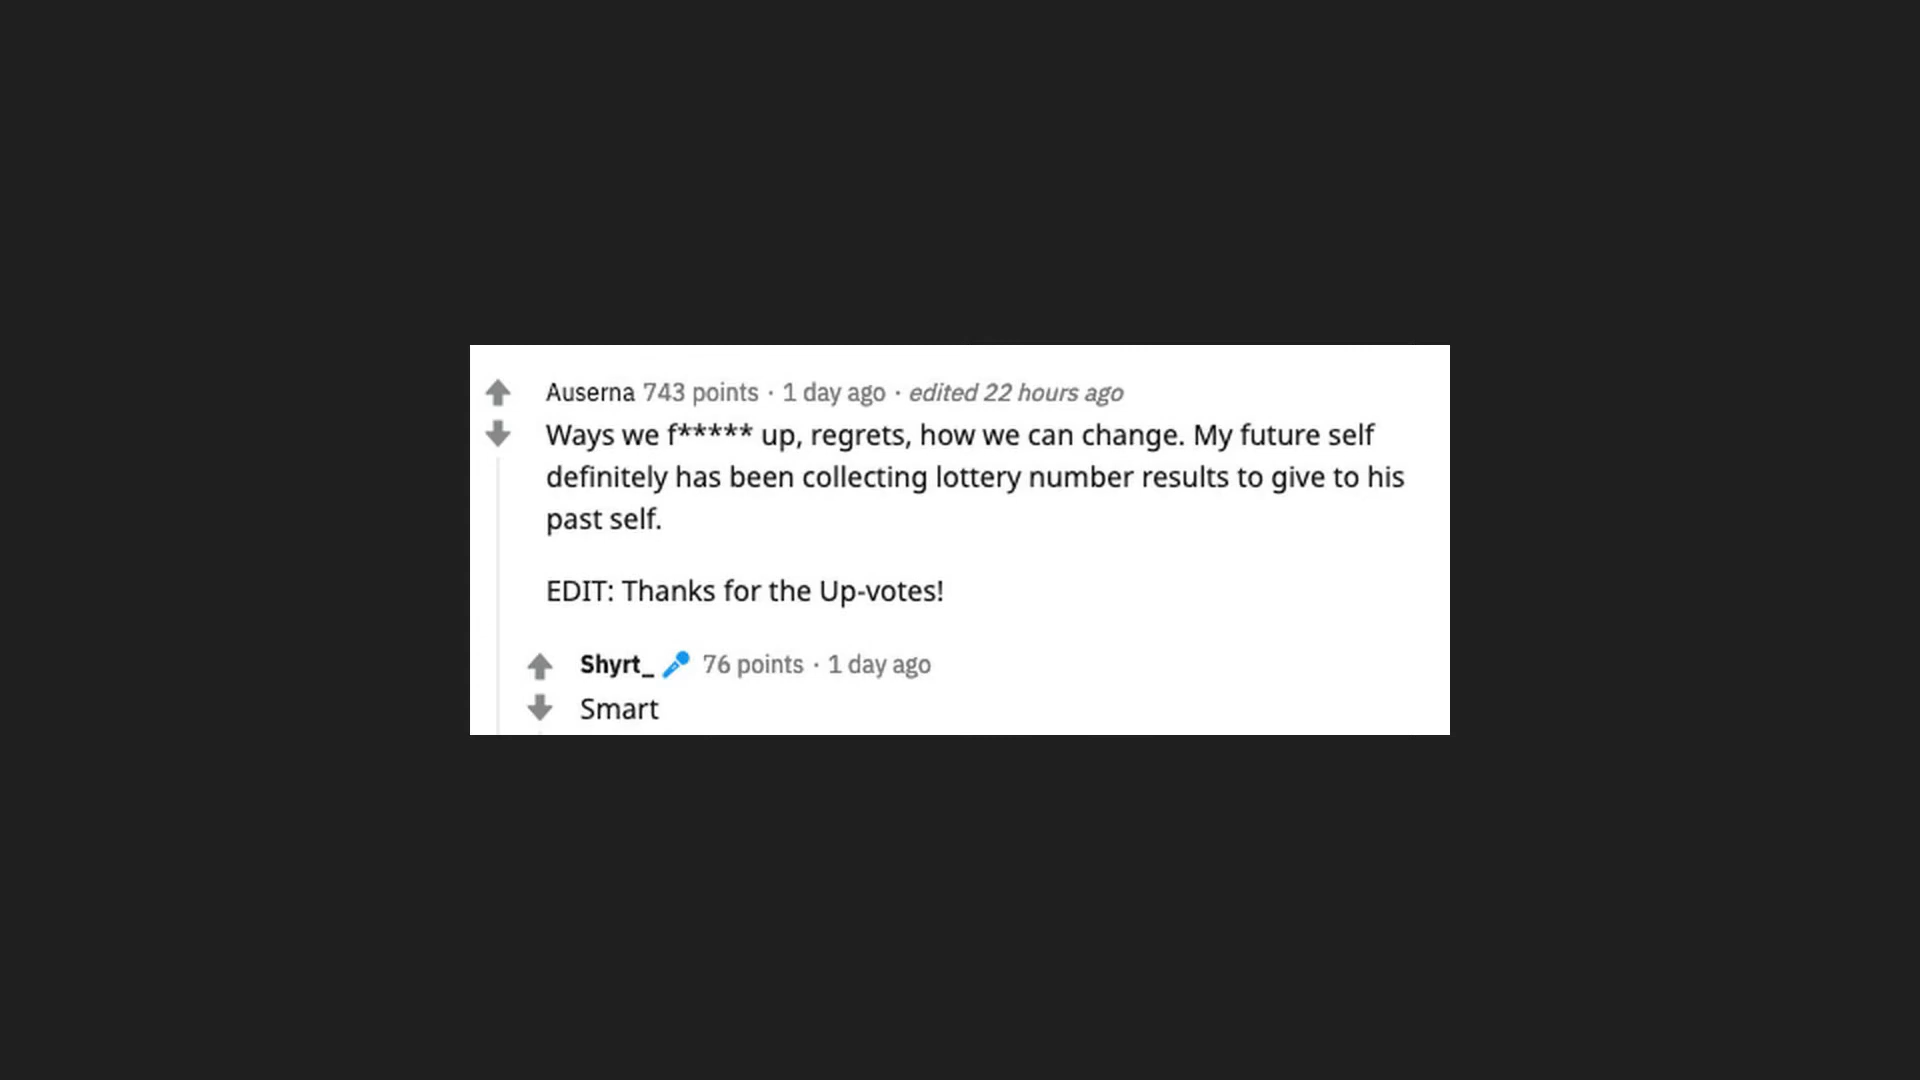 Auserna 743 points · 1 day ago · edited 22 hours ago
Ways we f***** up, regrets, how we can change. My future self
definitely has been collecting lottery number results to give to his
past self.
EDIT: Thanks for the Up-votes!
Shyrt_ 76 points · 1 day ago
Smart